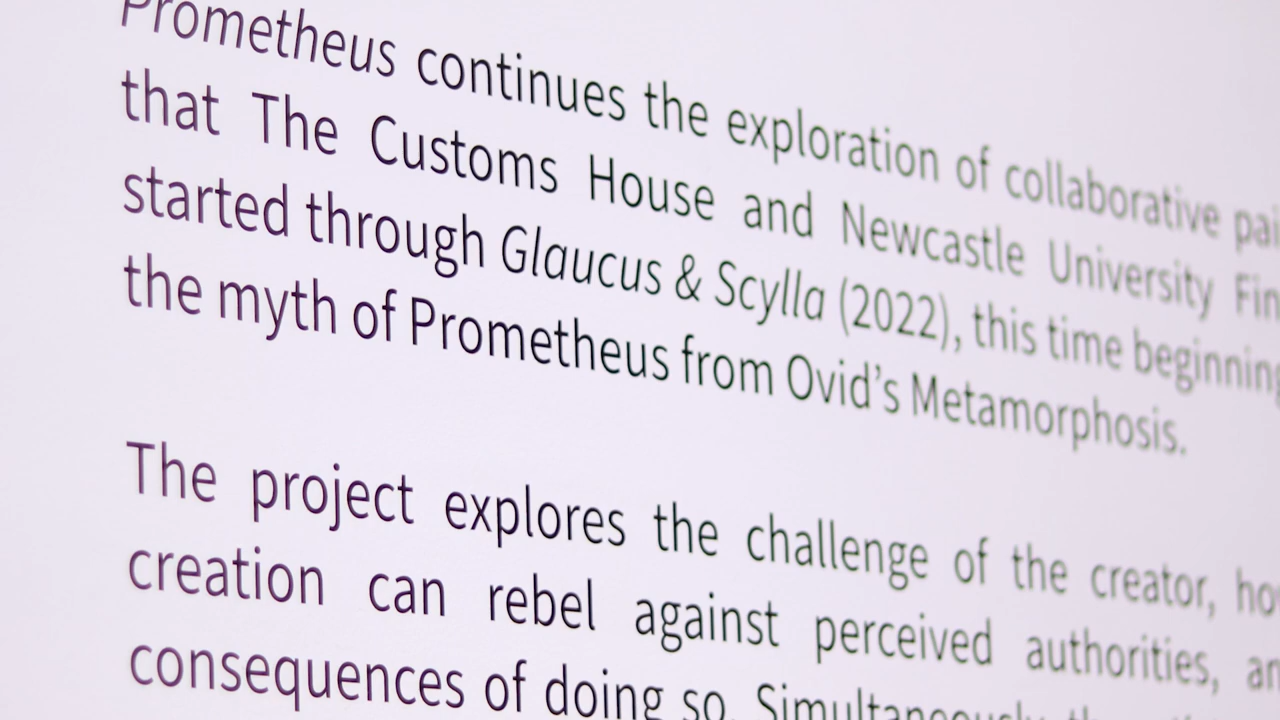 Prometheus continues the exploration of collaborative
that The Customs House and Newcastle University
started through Glaucus & Scylla (2022), this time beginning
the myth of Prometheus from Ovid’s Metamorphosis.
The project explores the challenge of the creator,
creation can rebel against perceived authorities,
consequences of doing so. Simultaneously